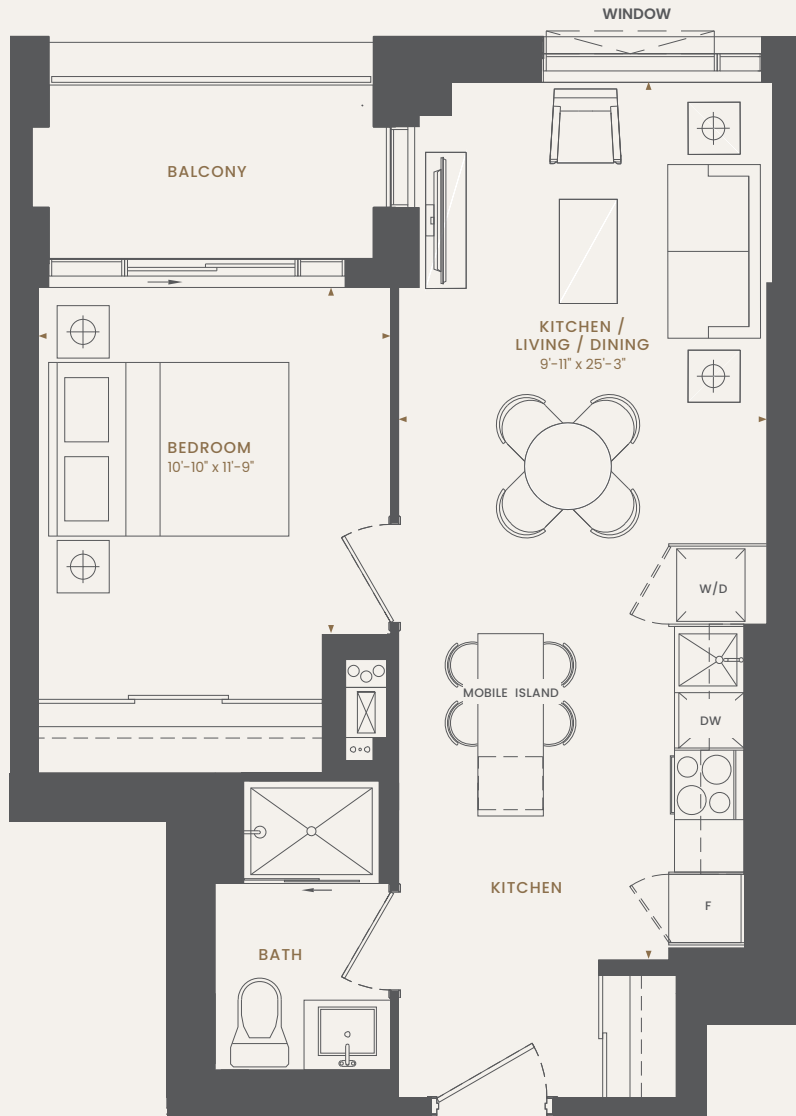 WINDOW
BALCONY
KITCHEN /
LIVING / DINING
9'-11" x 25'-3"
BEDROOM
10'-10" x 11'-9"
W/D
MOBILE ISLAND
DW
KITCHEN
F
BATH